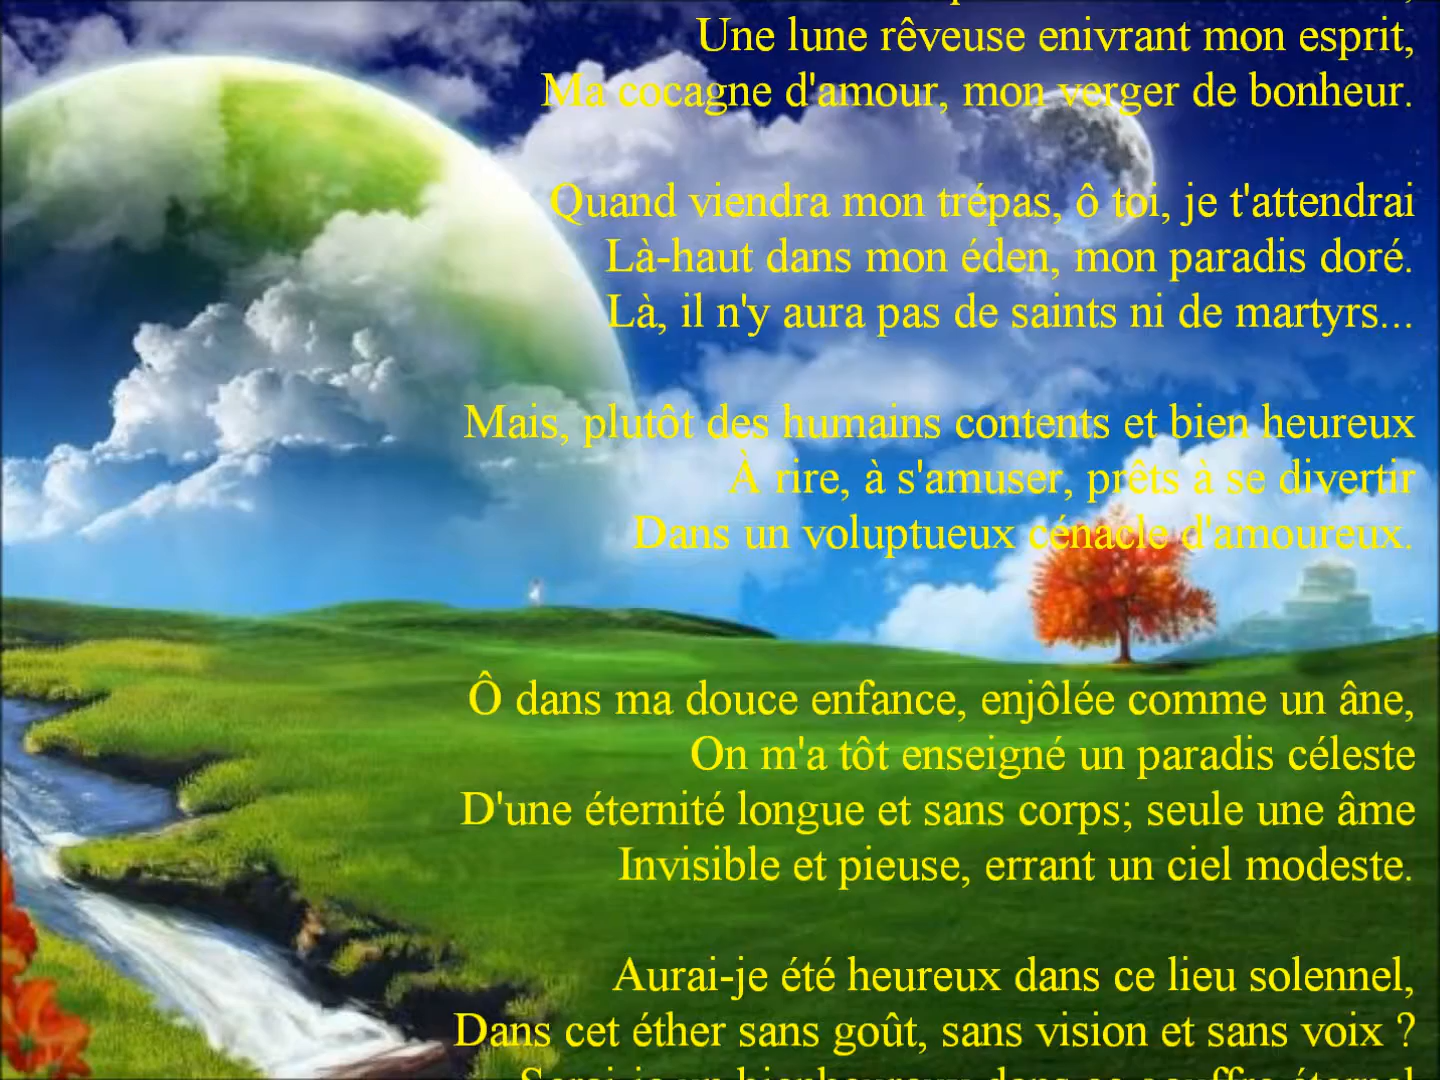 Une lune rêveuse enivrant mon esprit,
Ma cocagne d'amour, mon verger de bonheur.
Quand viendra mon trépas, ô toi, je t'attendrai
Là-haut dans mon éden, mon paradis doré.
Là, il n'y aura pas de saints ni de martyrs...
Mais, plutôt des humains contents et bien heureux
À rire, à s'amuser, prêts à se divertir
Dans un voluptueux cénacle d'amoureux.
Ô dans ma douce enfance, enjôlée comme un âne,
On m'a tôt enseigné un paradis céleste
D'une éternité longue et sans corps; seule une âme
Invisible et pieuse, errant un ciel modeste.
Aurai-je été heureux dans ce lieu solennel,
Dans cet éther sans goût, sans vision et sans voix ?